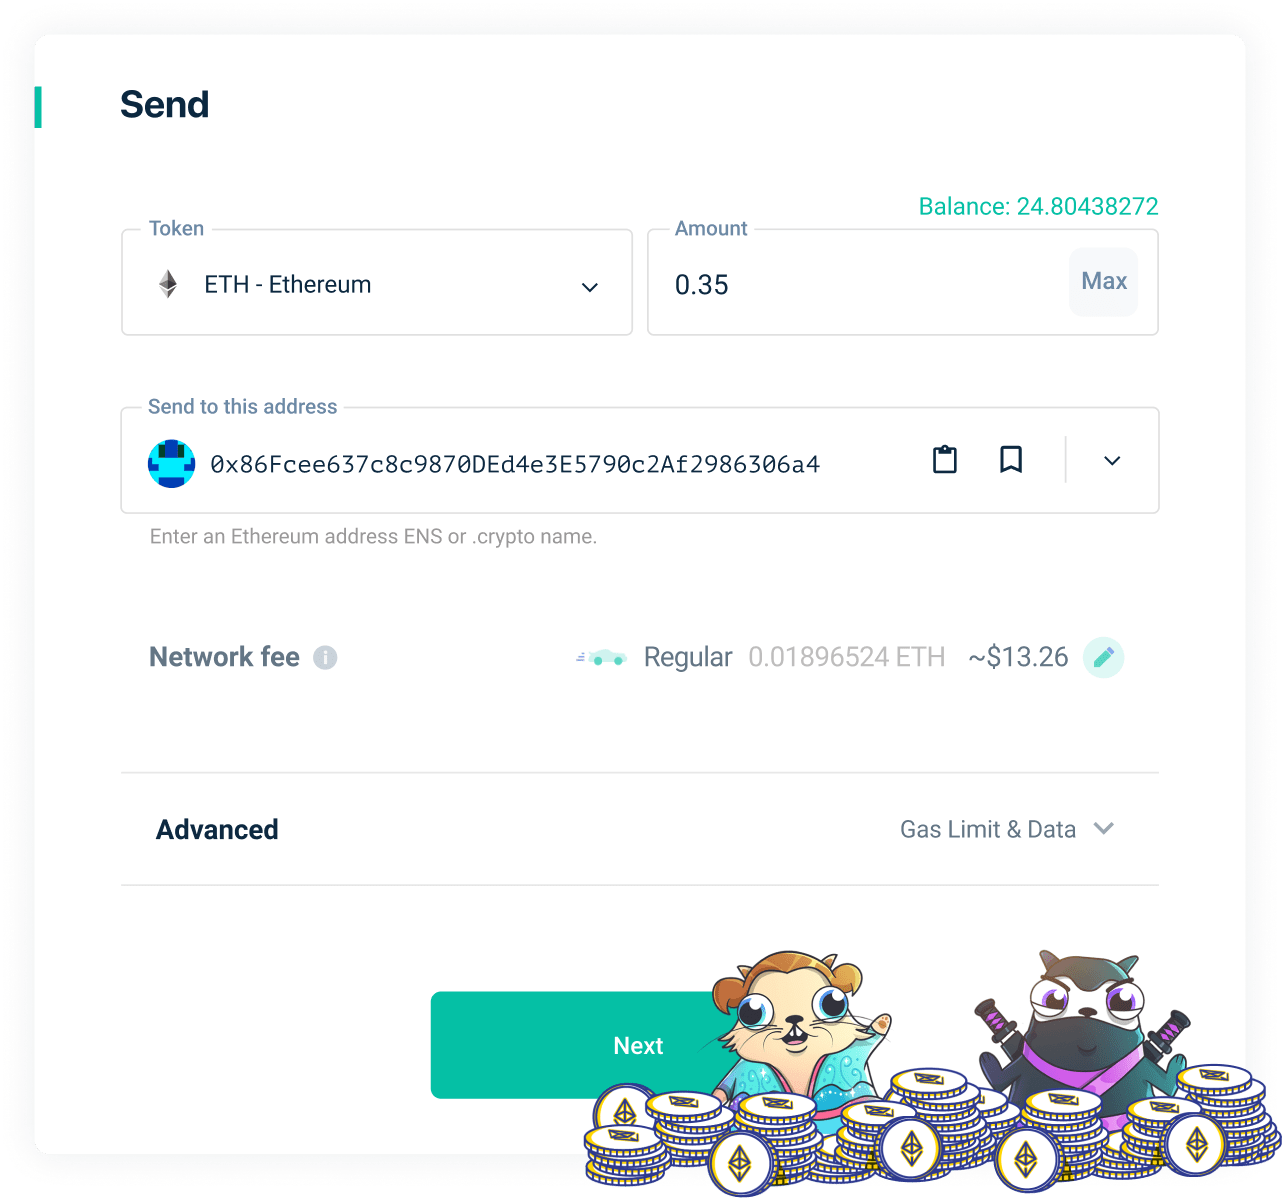 Send
Balance: 24.80438272
Token
Amount
ETH - Ethereum
0.35
Max
Send to this address
0x86Fcee637c8c9870DEd4e3E5790c2Af2986306a4
Enter an Ethereum address ENS or .crypto name.
Network fee
Regular 0.01896524 ETH ~$13.26
Advanced
Gas Limit & Data
Next